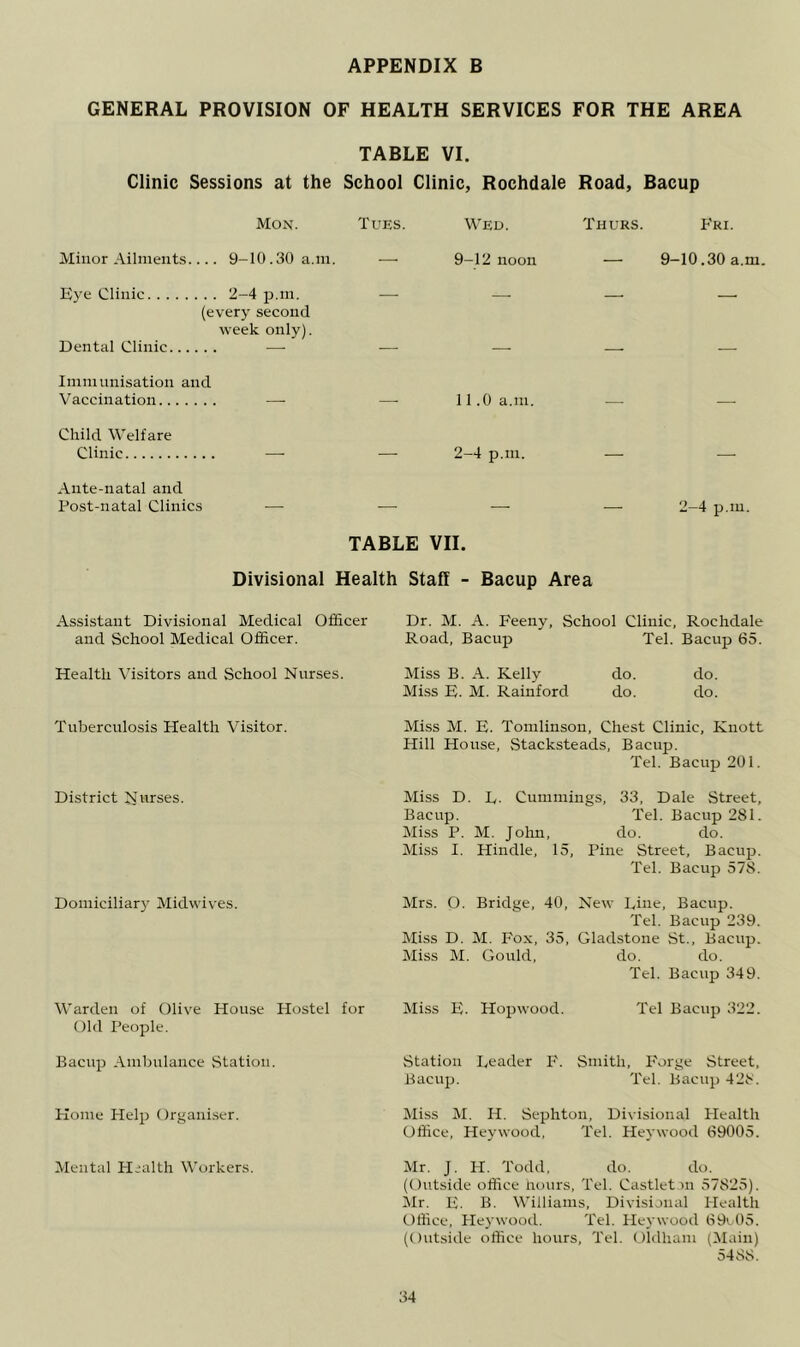 APPENDIX B
GENERAL PROVISION OF HEALTH SERVICES FOR THE AREA
TABLE VI.
Clinic Sessions at the School Clinic, Rochdale Road, Bacup
Mon. Tues. Wed. Thurs. Fri.
Minor Ailments.... 9–10.30 a.m. — 9–12 noon — 9–10.30 a.m.
Eye Clinic........ 2–4 p.m. — — — —
(every second
week only).
Dental Clinic...... — — — — —
Immunisation and
Vaccination....... — — 11.0 a.m. — —
Child Welfare
Clinic........... — — 2–4 p.m. — —
Ante-natal and
Post-natal Clinics — — — — 2–4 p.m.
TABLE VII.
Divisional Health Staff - Bacup Area
Assistant Divisional Medical Officer Dr. M. A. Feeny, School Clinic, Rochdale
and School Medical Officer. Road, Bacup Tel. Bacup 65.
Health Visitors and School Nurses. Miss B. A. Kelly do. do.
Miss E. M. Rainford do. do.
Tuberculosis Health Visitor. Miss M. E. Tomlinson, Chest Clinic, Knott
Hill House, Stacksteads, Bacup.
Tel. Bacup 201.
District Nurses. Miss D. L. Cummings, 33, Dale Street,
Bacup. Tel. Bacup 281.
Miss P. M. John, do. do.
Miss I. Hindle, 15, Pine Street, Bacup.
Tel. Bacup 578.
Domiciliary Midwives. Mrs. O. Bridge, 40, New Line, Bacup.
Tel. Bacup 239.
Miss D. M. Fox, 35, Gladstone St., Bacup.
Miss M. Gould, do. do.
Tel. Bacup 349.
Warden of Olive House Hostel for Miss E. Hopwood. Tel Bacup 322.
Old People.
Bacup Ambulance Station. Station Leader F. Smith, Forge Street,
Bacup. Tel. Bacup 428.
Home Help Organiser. Miss M. H. Sephton, Divisional Health
Office, Heywood, Tel. Heywood 69005.
Mental Health Workers. Mr. J. H. Todd, do. do.
(Outside office hours, Tel. Castleton 57825).
Mr. E. B. Williams, Divisional Health
Office, Heywood. Tel. Heywood 69005.
(Outside office hours, Tel. Oldham (Main)
5488.
34